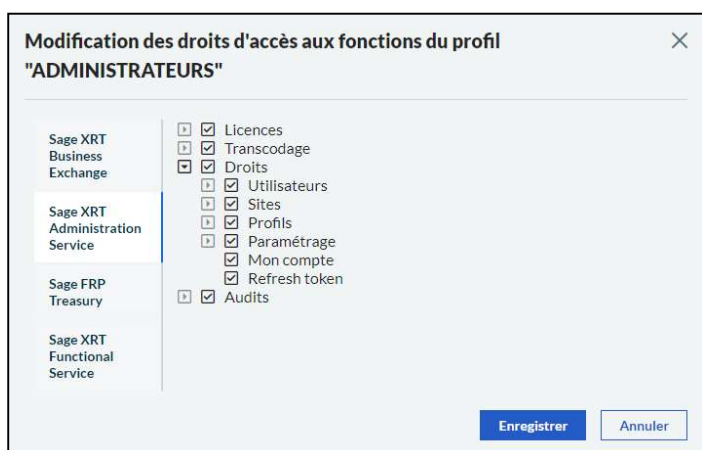 Modification des droits d'accès aux fonctions du profil
"ADMINISTRATEURS"
Sage XRT
Business
Exchange
Sage XRT
Administration
Service
Sage FRP
Treasury
Sage XRT
Functional
Service
Licences
Transcodage
Droits
Utilisateurs
Sites
Profils
Paramétrage
Mon compte
Refresh token
Audits
Enregistrer
Annuler